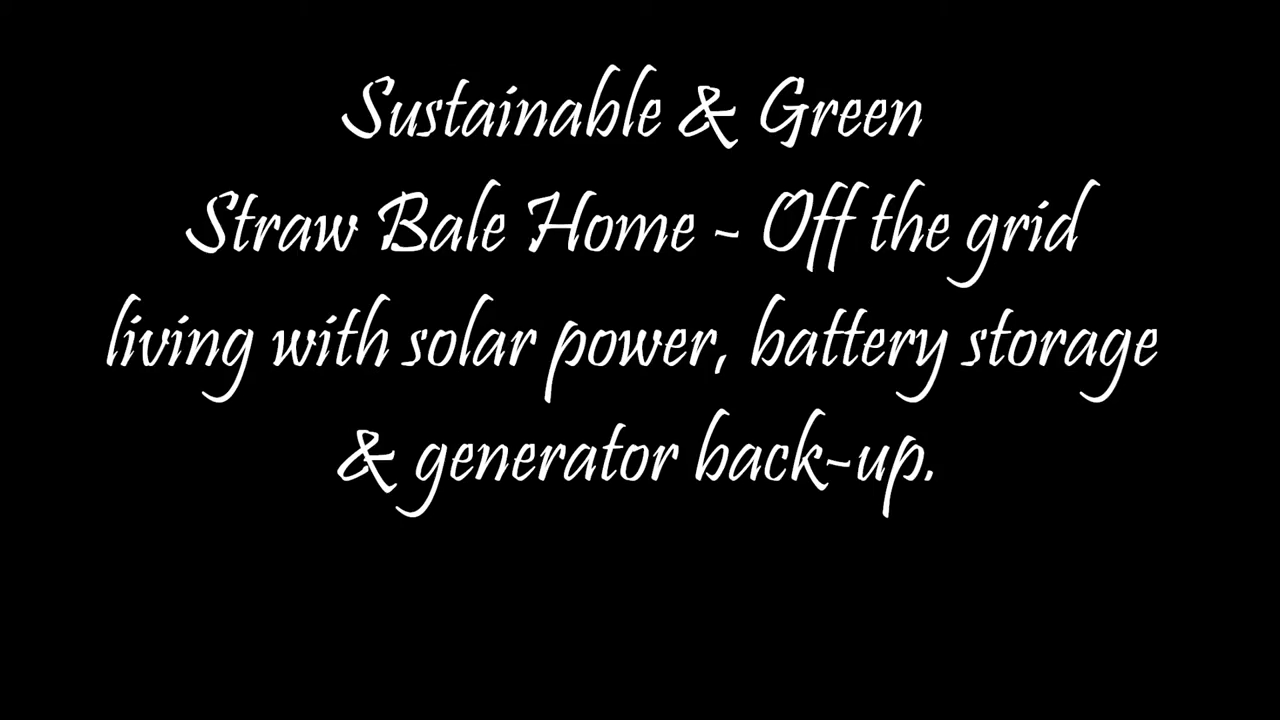 Sustainable & Green
Straw Bale Home - Off the grid
living with solar power, battery storage
& generator back-up.